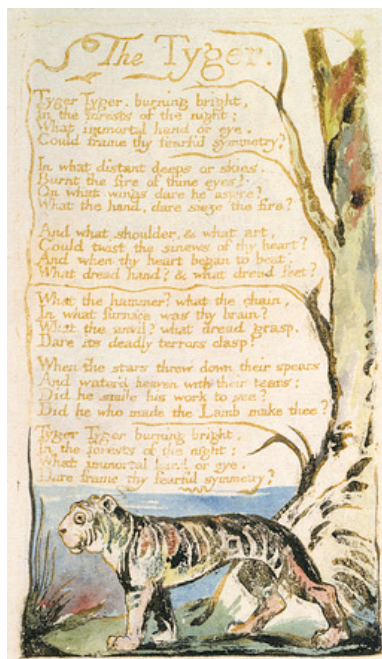 The Tyger.
Tyger Tyger. burning bright,
In the forests of the night;
What immortal hand or eye.
Could frame thy fearful symmetry?
In what distant deeps or skies.
Burnt the fire of thine eyes?
On what wings dare he aspire?
What the hand, dare sieze the fire?
And what shoulder, & what art,
Could twist the sinews of thy heart?
And when thy heart began to beat,
What dread hand? & what dread feet?
What the hammer? what the chain,
In what furnace was thy brain?
What the anvil? what dread grasp.
Dare its deadly terrors clasp!
When the stars threw down their spears
And water'd heaven with their tears:
Did he smile his work to see?
Did he who made the Lamb make thee?
Tyger Tyger burning bright,
In the forests of the night:
What immortal hand or eye.
Dare frame thy fearful symmetry?